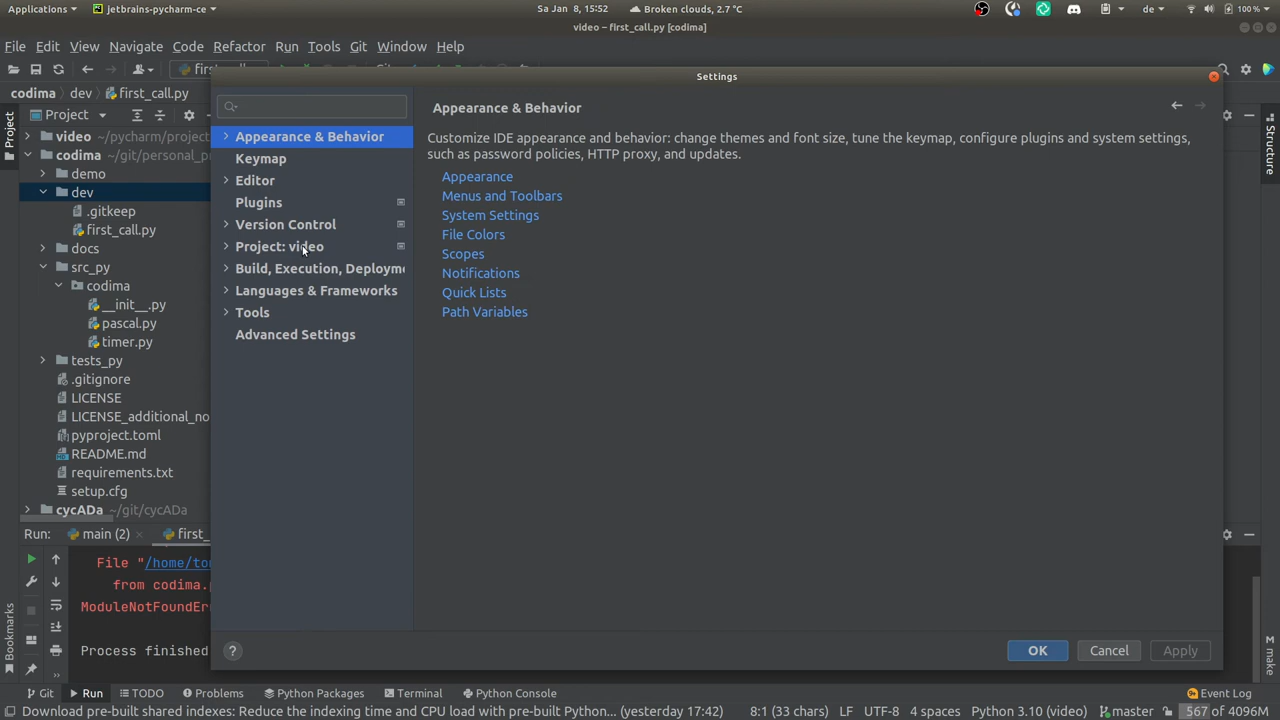 Applications
jetbrains-pycharm-ce
Sa Jan 8, 15:52
Broken clouds, 2.7 °C
de
100 %
video – first_call.py [codima]
File Edit View Navigate Code Refactor Run Tools Git Window Help
codima dev first_call.py
Settings
Project
Project
video ~/pycharm/project
codima ~/git/personal_p
demo
dev
.gitkeep
first_call.py
docs
src_py
codima
__init__.py
pascal.py
timer.py
tests_py
.gitignore
LICENSE
LICENSE_additional_no
pyproject.toml
README.md
requirements.txt
setup.cfg
cycADa ~/git/cycADa
Appearance & Behavior
Keymap
Editor
Plugins
Version Control
Project: video
Build, Execution, Deployme
Languages & Frameworks
Tools
Advanced Settings
Appearance & Behavior
Customize IDE appearance and behavior: change themes and font size, tune the keymap, configure plugins and system settings,
such as password policies, HTTP proxy, and updates.
Appearance
Menus and Toolbars
System Settings
File Colors
Scopes
Notifications
Quick Lists
Path Variables
?
OK Cancel Apply
Structure
make
Bookmarks
Run: main (2) first_
File "/home/to
from codima.
ModuleNotFoundEr
Process finished
Git Run TODO Problems Python Packages Terminal Python Console Event Log
Download pre-built shared indexes: Reduce the indexing time and CPU load with pre-built Python... (yesterday 17:42) 8:1 (33 chars) LF UTF-8 4 spaces Python 3.10 (video) master 567 of 4096M